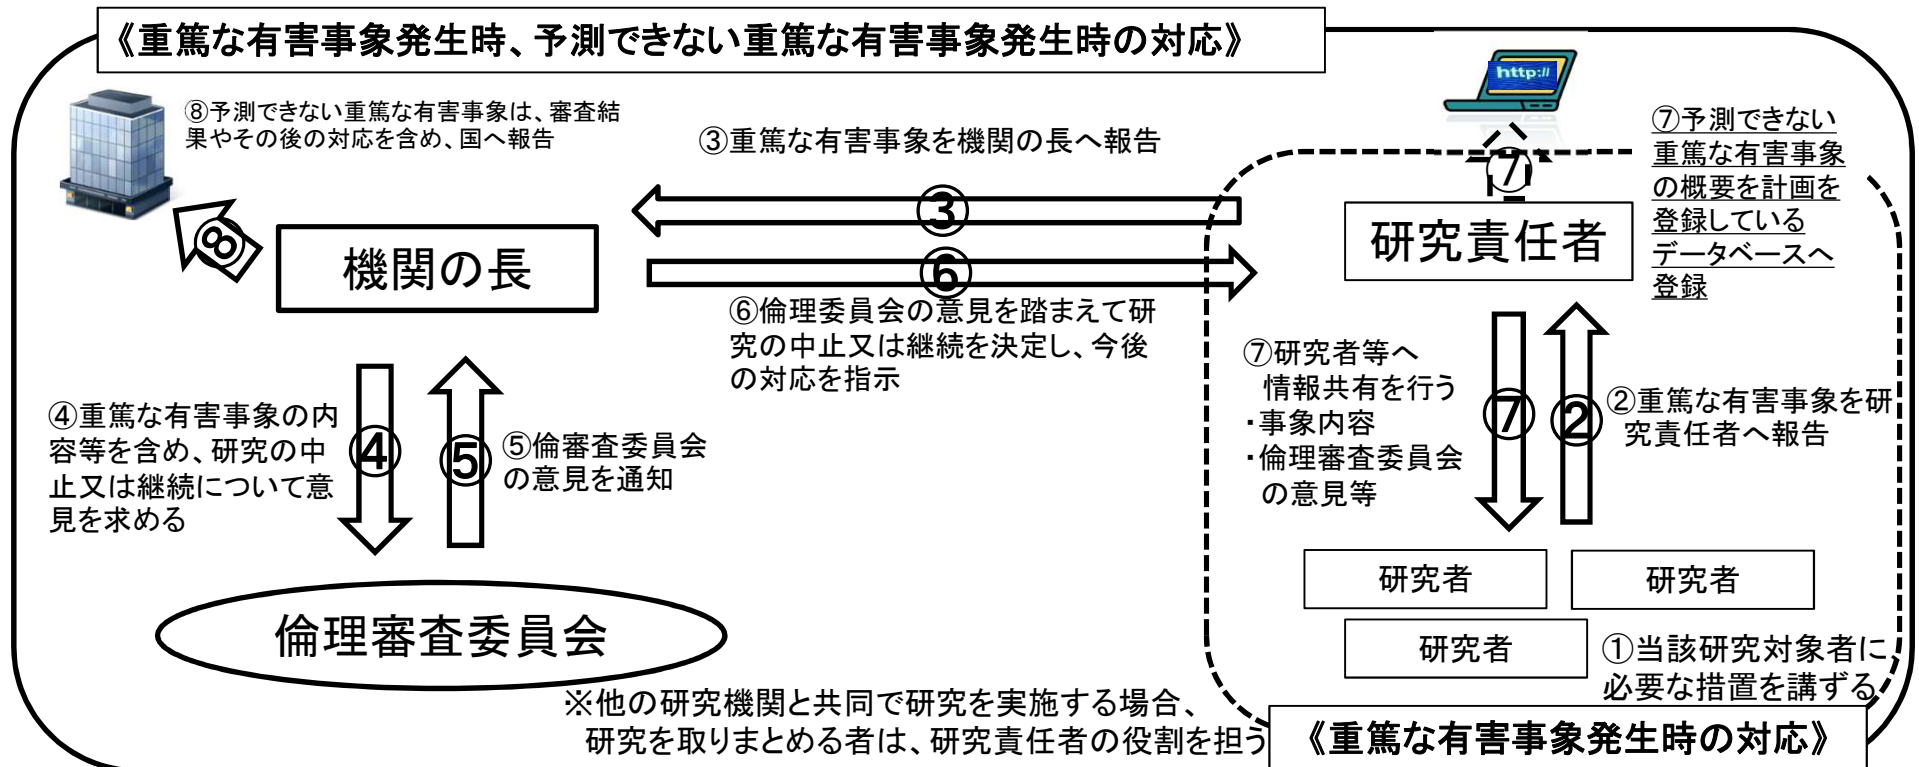 《重篤な有害事象発生時、予測できない重篤な有害事象発生時の対応》
http://
⑧予測できない重篤な有害事象は、審査結
果やその後の対応を含め、国へ報告
③重篤な有害事象を機関の長へ報告
⑦予測できない
重篤な有害事象
の概要を計画を
登録している
データベースへ
登録
⑦
③
研究責任者
⑧
機関の長
⑥
⑥倫理委員会の意見を踏まえて研
究の中止又は継続を決定し、今後
の対応を指示
⑦研究者等へ
情報共有を行う
・事象内容
・倫理審査委員会
の意見等
⑦
②
②重篤な有害事象を研
究責任者へ報告
④重篤な有害事象の内
容等を含め、研究の中
止又は継続について意
見を求める
④
⑤
⑤倫審査委員会
の意見を通知
研究者
研究者
研究者
倫理審査委員会
①当該研究対象者に
必要な措置を講ずる
※他の研究機関と共同で研究を実施する場合、
研究を取りまとめる者は、研究責任者の役割を担う
《重篤な有害事象発生時の対応》